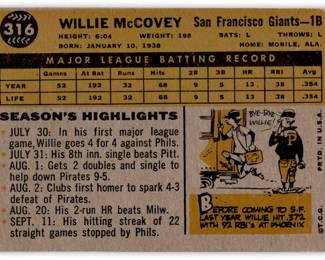 316
WILLIE McCOVEY San Francisco Giants—1B
HEIGHT: 6:04 WEIGHT: 198 BATS: L THROWS: L
BORN: JANUARY 10, 1938 HOME: MOBILE, ALA.
MAJOR LEAGUE BATTING RECORD
Games At Bat Runs Hits 2B 3B HR RBI Avg.
YEAR 52 192 32 68 9 5 13 38 .354
LIFE 52 192 32 68 9 5 13 38 .354
SEASON'S HIGHLIGHTS
• JULY 30: In his first major league
game, Willie goes 4 for 4 against Phils.
• JULY 31: His 8th inn. single beats Pitt.
• AUG. 1: Gets 2 doubles and single to
help down Pirates 9-5.
• AUG. 2: Clubs first homer to spark 4-3
defeat of Pirates.
• AUG. 20: His 2-run HR beats Milw.
• SEPT. 11: His hitting streak of 22
straight games stopped by Phils.
BYE-BYE
WILLIE!
P
BEFORE COMING TO S.F.
LAST YEAR WILLIE HIT .372
WITH 92 RBI'S AT PHOENIX
©T.C.G. PRTD. IN U.S.A.